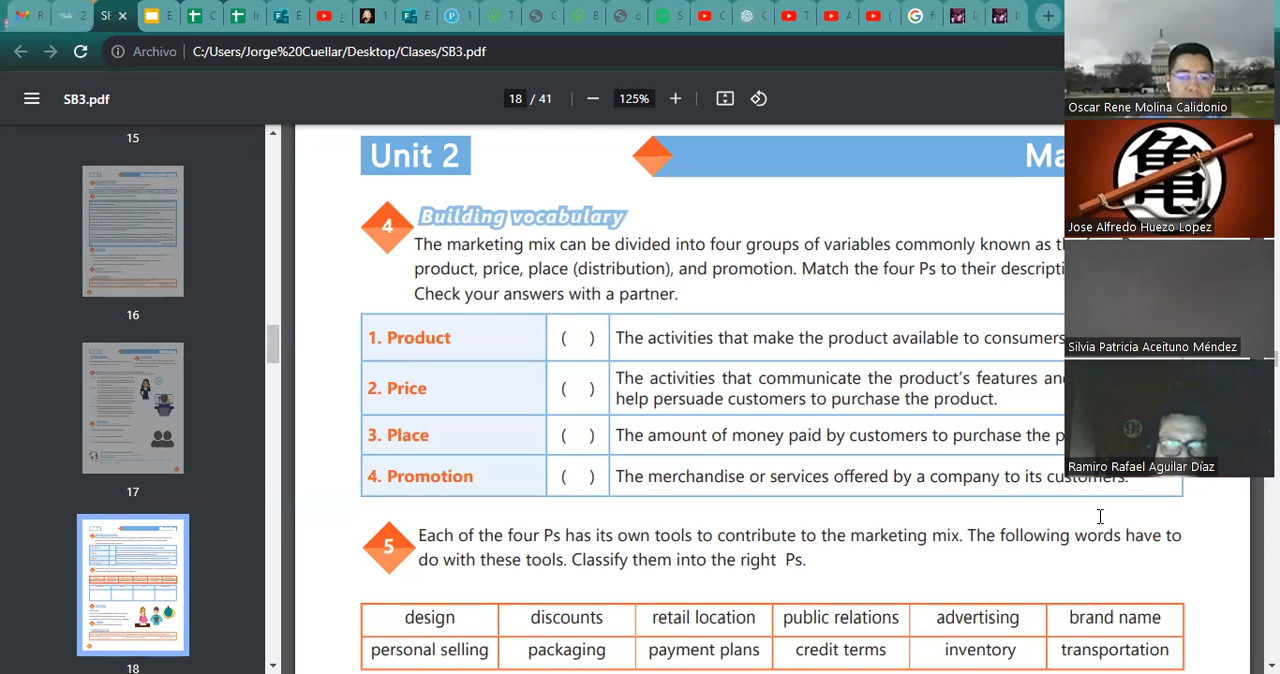 2
Archivo
C:/Users/Jorge%20Cuellar/Desktop/Clases/SB3.pdf
SB3.pdf
18 / 41
125%
15
16
17
18
Unit 2
Ma
4
Building vocabulary
The marketing mix can be divided into four groups of variables commonly known as th
product, price, place (distribution), and promotion. Match the four Ps to their descripti
Check your answers with a partner.
1. Product ( ) The activities that make the product available to consumers
2. Price ( ) The activities that communicate the product's features an
help persuade customers to purchase the product.
3. Place ( ) The amount of money paid by customers to purchase the p
4. Promotion ( ) The merchandise or services offered by a company to its customers.
5
Each of the four Ps has its own tools to contribute to the marketing mix. The following words have to
do with these tools. Classify them into the right Ps.
design discounts retail location public relations advertising brand name
personal selling packaging payment plans credit terms inventory transportation
Oscar Rene Molina Calidonio
亀
Jose Alfredo Huezo Lopez
Silvia Patricia Aceituno Méndez
Ramiro Rafael Aguilar Díaz